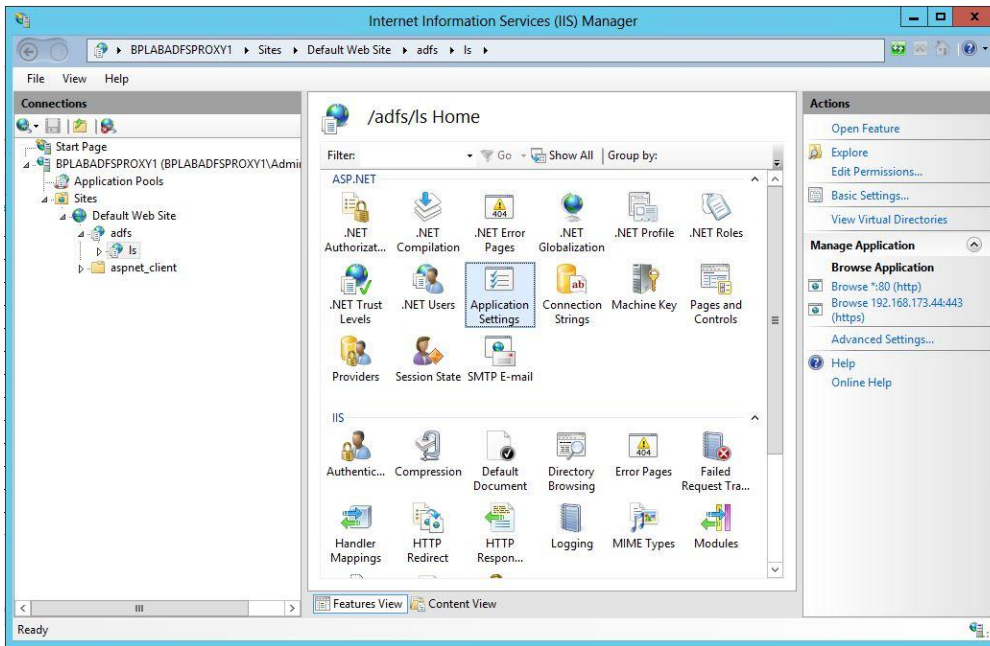 Internet Information Services (IIS) Manager
BPLABADFSPROXY1 Sites Default Web Site adfs ls
File View Help
Connections
Start Page
BPLABADFSPROXY1 (BPLABADFSPROXY1\Admi
Application Pools
Sites
Default Web Site
adfs
ls
aspnet_client
/adfs/ls Home
Filter: Go Show All Group by:
ASP.NET
.NET Authorizat...
.NET Compilation
.NET Error Pages
.NET Globalization
.NET Profile
.NET Roles
.NET Trust Levels
.NET Users
Application Settings
Connection Strings
Machine Key
Pages and Controls
Providers
Session State
SMTP E-mail
IIS
Authentic...
Compression
Default Document
Directory Browsing
Error Pages
Failed Request Tra...
Handler Mappings
HTTP Redirect
HTTP Respon...
Logging
MIME Types
Modules
Features View
Content View
Actions
Open Feature
Explore
Edit Permissions...
Basic Settings...
View Virtual Directories
Manage Application
Browse Application
Browse *:80 (http)
Browse 192.168.173.44:443
(https)
Advanced Settings...
Help
Online Help
Ready